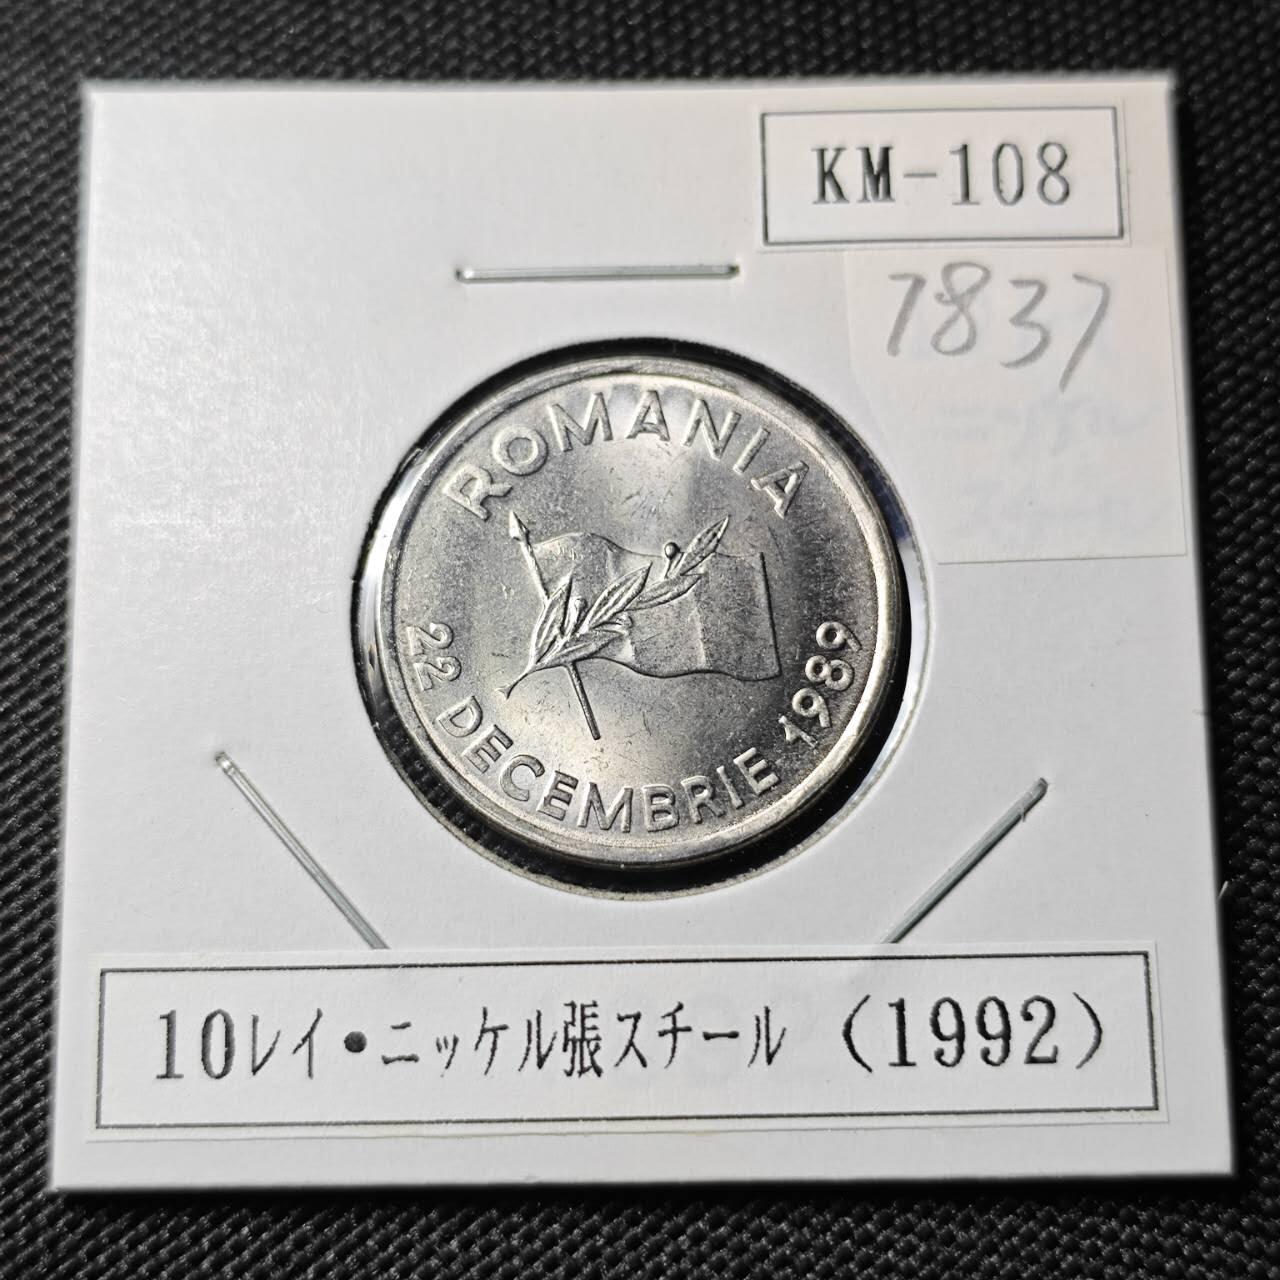 KM-108
7837
ROMANIA
22 DECEMBRIE 1989
10レイ・ニッケル張スチール (1992)